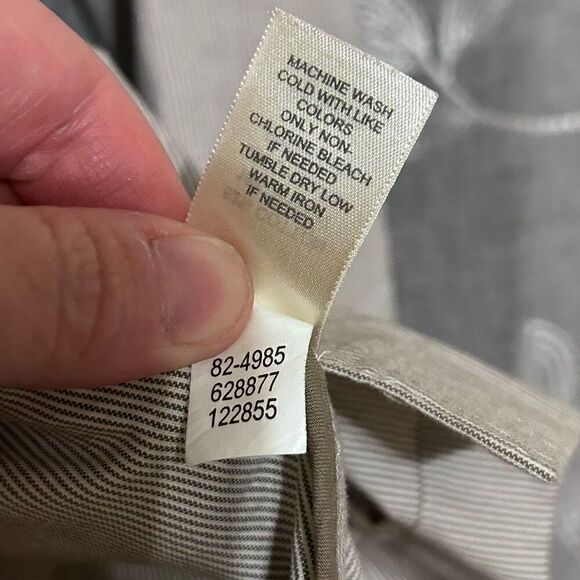 MACHINE WASH
COLD WITH LIKE
COLORS
ONLY NON-
CHLORINE BLEACH
IF NEEDED
TUMBLE DRY LOW
WARM IRON
IF NEEDED
82-4985
628877
122855